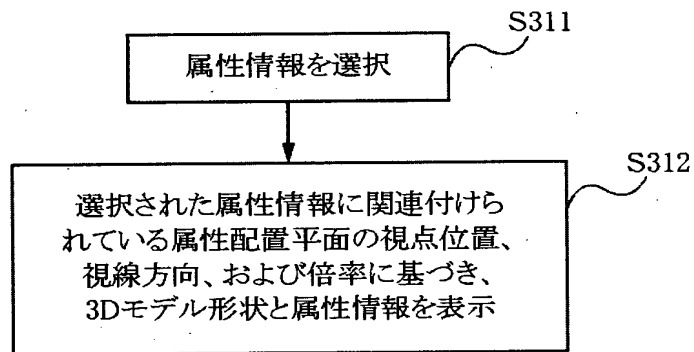 S311
属性情報を選択
S312
選択された属性情報に関連付けら
れている属性配置平面の視点位置、
視線方向、および倍率に基づき、
3Dモデル形状と属性情報を表示